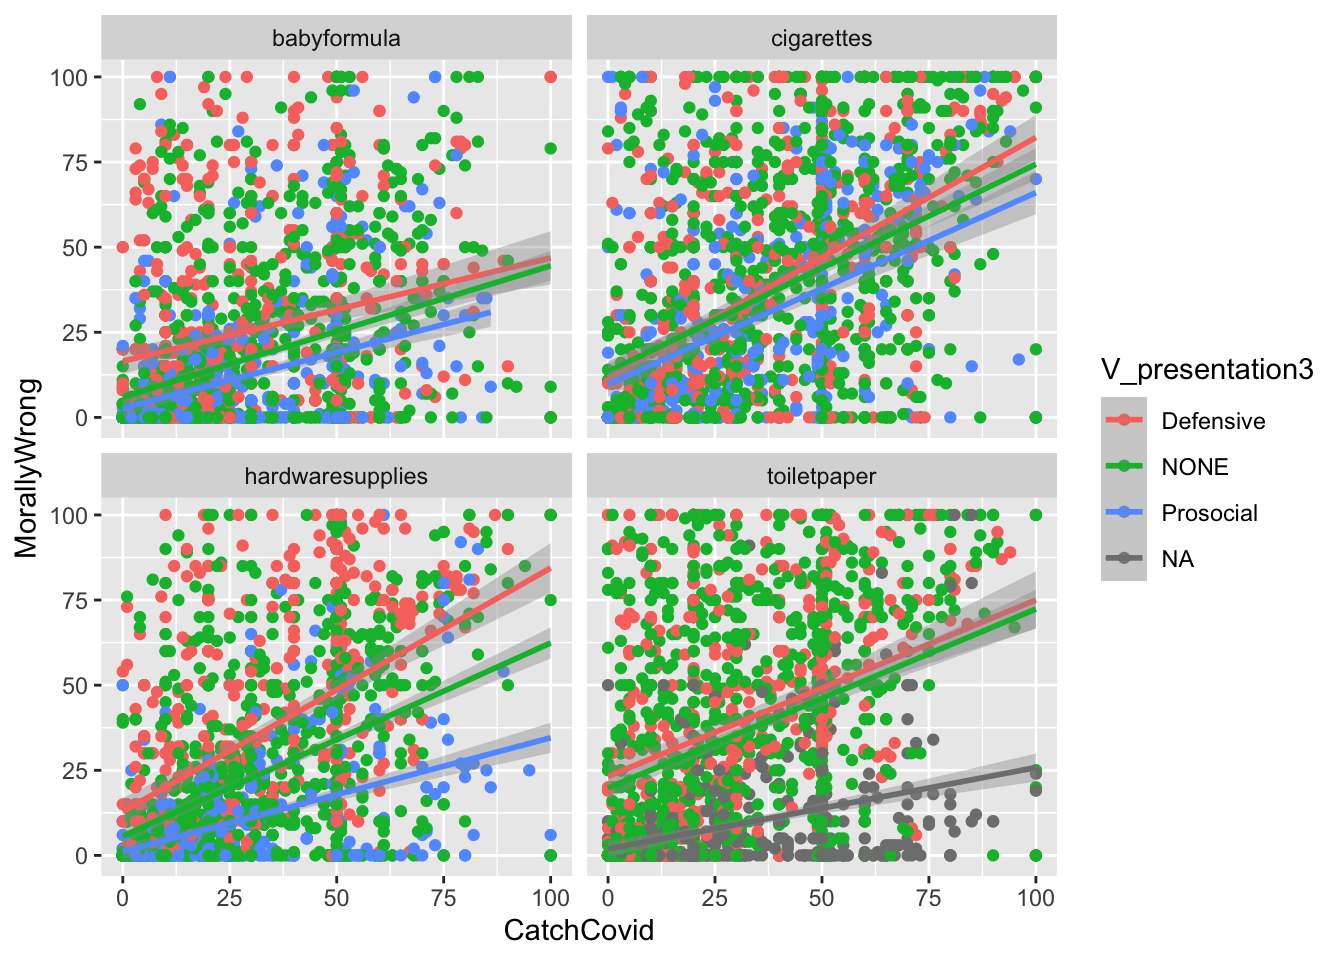 babyformula
cigarettes
100
75
50
25
0
hardwaresupplies
toiletpaper
100
75
50
25
0
0 25 50 75 100
0 25 50 75 100
CatchCovid
MorallyWrong
V_presentation3
Defensive
NONE
Prosocial
NA